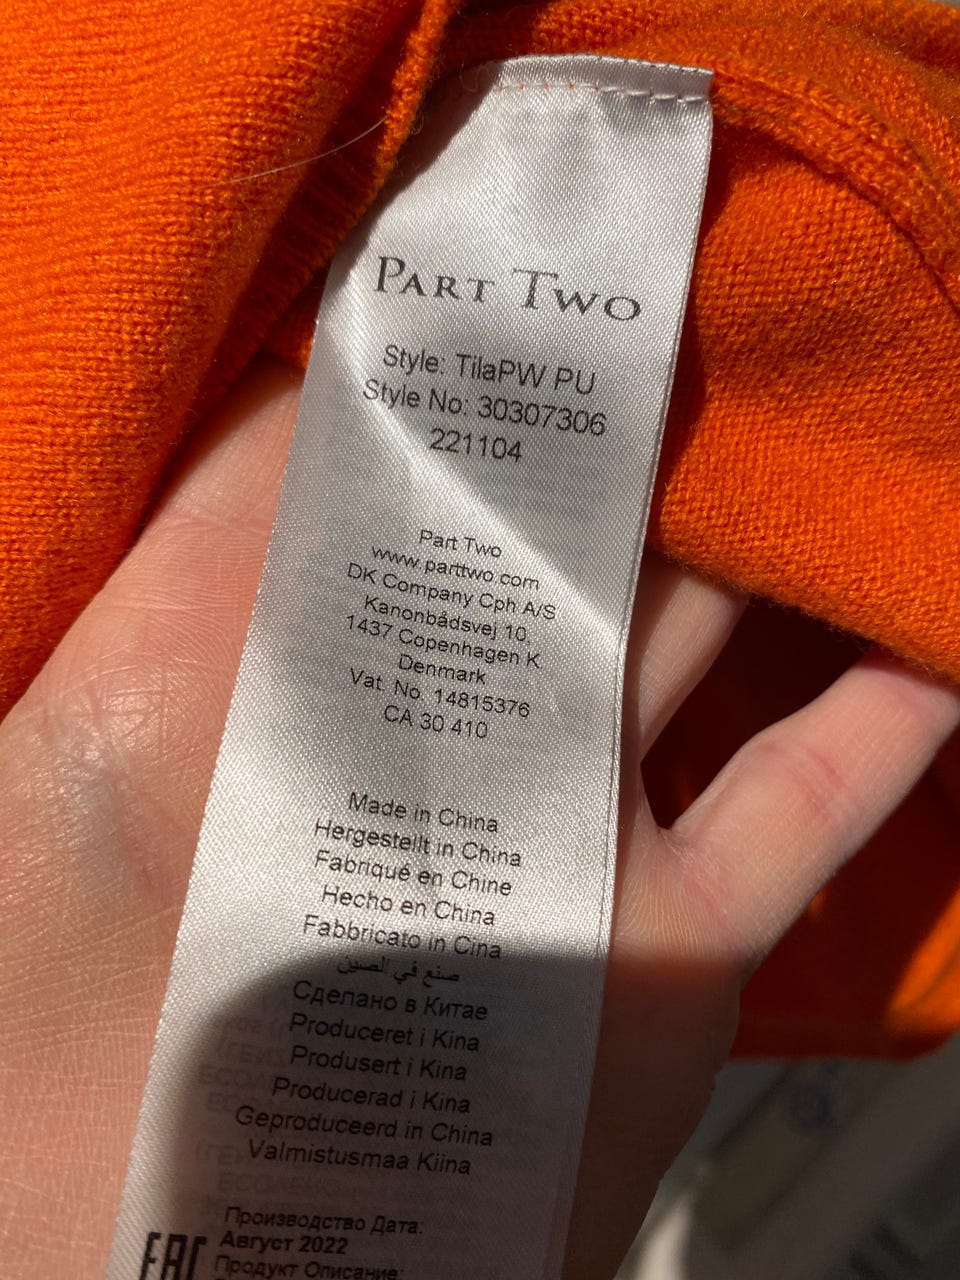 PART TWO
Style: TilaPW PU
Style No: 30307306
221104
Part Two
www.parttwo.com
DK Company Cph A/S
Kanonbådsvej 10,
1437 Copenhagen K
Denmark
Vat. No. 14815376
CA 30 410
Made in China
Hergestellt in China
Fabriqué en Chine
Hecho en China
Fabbricato in Cina
صنع في الصين
Сделано в Китае
Produceret i Kina
Produsert i Kina
Producerad i Kina
Geproduceerd in China
Valmistusmaa Kiina
Производство Дата:
Август 2022
EAC
Продукт Описание: